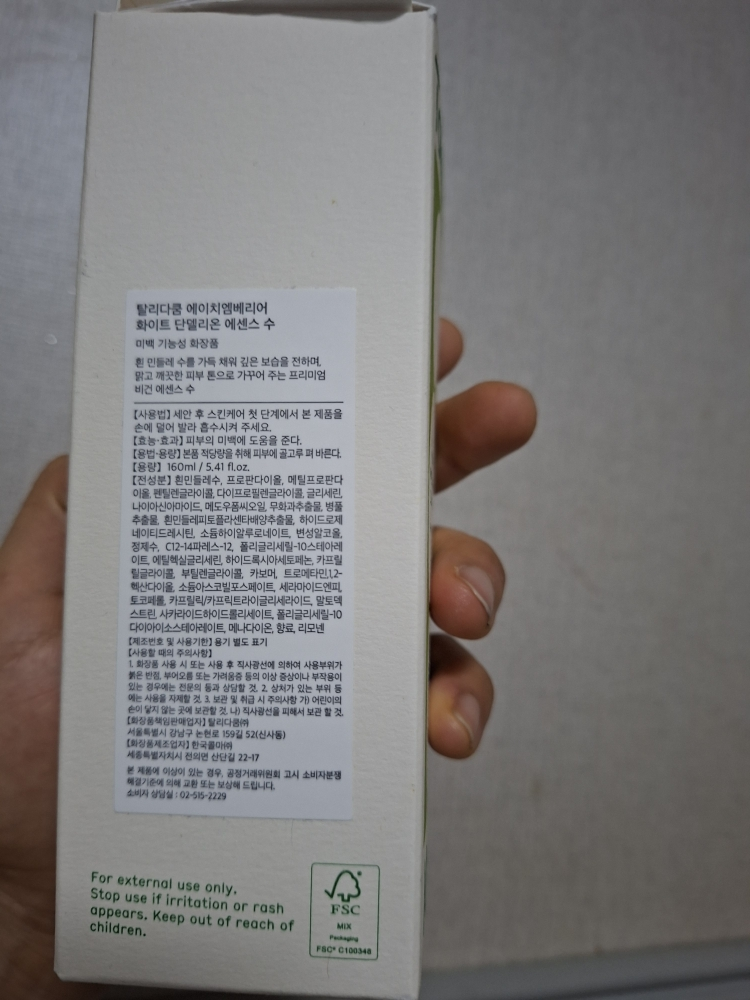 탈리다쿰 에이치엠베리어
화이트 단델리온 에센스 수
미백 기능성 화장품
흰 민들레 수를 가득 채워 깊은 보습을 전하며,
맑고 깨끗한 피부 톤으로 가꾸어 주는 프리미엄
비건 에센스 수
【사용법】 세안 후 스킨케어 첫 단계에서 본 제품을
손에 덜어 발라 흡수시켜 주세요.
【효능·효과】 피부의 미백에 도움을 준다.
【용법·용량】 본품 적당량을 취해 피부에 골고루 펴 바른다.
【용량】 160ml / 5.41 fl.oz.
【전성분】 흰민들레수, 프로판다이올, 메틸프로판다
이올, 펜틸렌글라이콜, 다이프로필렌글라이콜, 글리세린,
나이아신아마이드, 메도우폼씨오일, 무화과추출물, 병풀
추출물, 흰민들레피토플라센타배양추출물, 하이드로제
네이티드레시틴, 소듐하이알루로네이트, 변성알코올,
정제수, C12-14파레스-12, 폴리글리세릴-10스테아레
이트, 에틸헥실글리세린, 하이드록시아세토페논, 카프릴
릴글라이콜, 부틸렌글라이콜, 카보머, 트로메타민,1,2-
헥산다이올, 소듐아스코빌포스페이트, 세라마이드엔피,
토코페롤, 카프릴릭/카프릭트라이글리세라이드, 말토덱
스트린, 사카라이드하이드롤리세이트, 폴리글리세릴-10
다이아이소스테아레이트, 메나다이온, 향료, 리모넨
【제조번호 및 사용기한】 용기 별도 표기
【사용할 때의 주의사항】
1. 화장품 사용 시 또는 사용 후 직사광선에 의하여 사용부위가
붉은 반점, 부어오름 또는 가려움증 등의 이상 증상이나 부작용이
있는 경우에는 전문의 등과 상담할 것. 2. 상처가 있는 부위 등
에는 사용을 자제할 것. 3. 보관 및 취급 시 주의사항 가) 어린이의
손이 닿지 않는 곳에 보관할 것. 나) 직사광선을 피해서 보관 할 것.
【화장품책임판매업자】 탈리다쿰㈜
서울특별시 강남구 논현로 159길 52(신사동)
【화장품제조업자】 한국콜마㈜
세종특별자치시 전의면 산단길 22-17
본 제품에 이상이 있는 경우, 공정거래위원회 고시 소비자분쟁
해결기준에 의해 교환 또는 보상해 드립니다.
소비자 상담실 : 02-515-2229
For external use only.
Stop use if irritation or rash
appears. Keep out of reach of
children.
FSC
MIX
Packaging
FSC® C100348